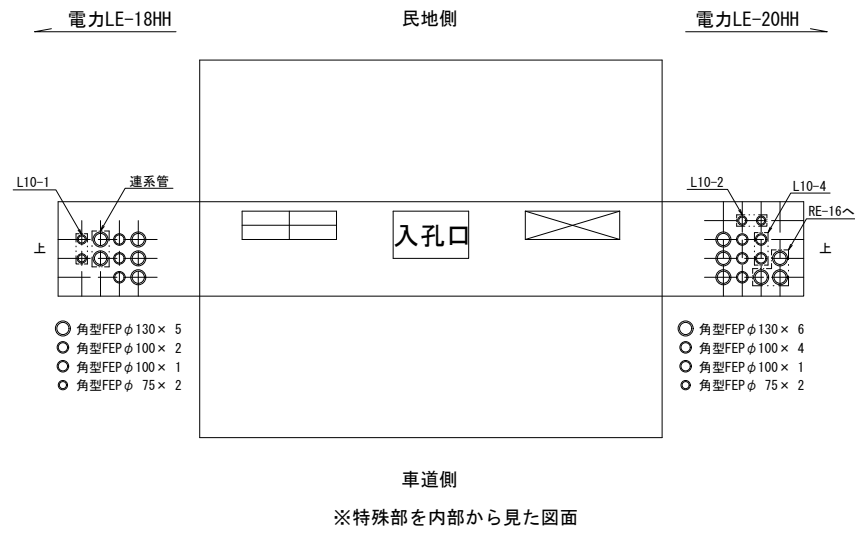 電力LE-18HH
民地側
電力LE-20HH
L10-1
連系管
L10-2
L10-4
RE-16へ
上
入孔口
上
角型FEPφ130× 5
角型FEPφ100× 2
角型FEPφ100× 1
角型FEPφ 75× 2
角型FEPφ130× 6
角型FEPφ100× 4
角型FEPφ100× 1
角型FEPφ 75× 2
車道側
※特殊部を内部から見た図面